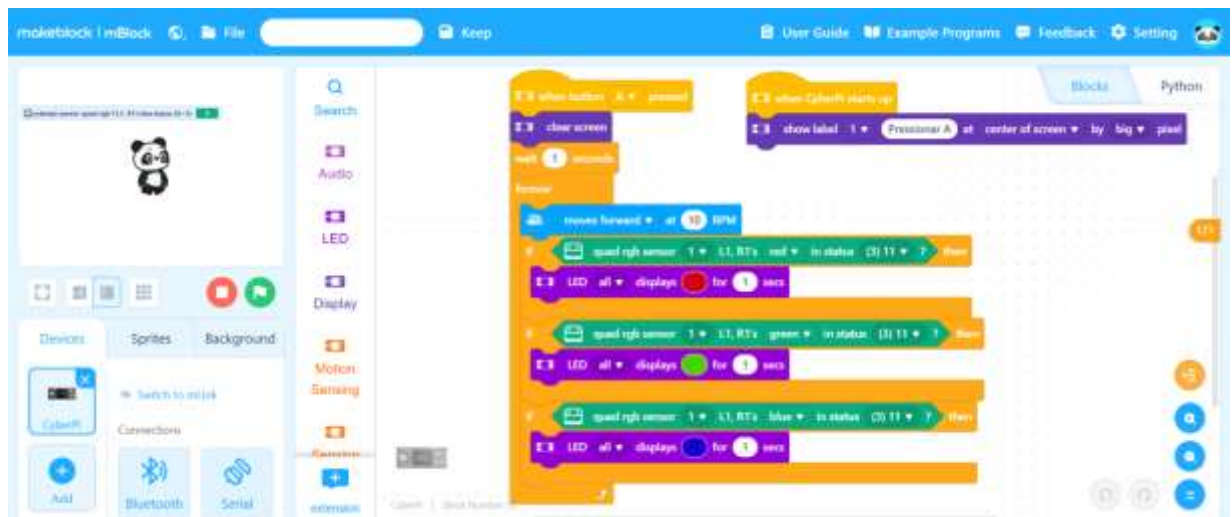 makeblock | mBlock File Keep User Guide Example Programs Feedback Setting
Search
Audio
LED
Display
Motion
Sensing
extension
Devices Sprites Background
CyberPi
Connections
Add Bluetooth Serial
when button A pressed
clear screen
wait 1 seconds
forever
moves forward at 10 RPM
if quad rgb sensor 1 L1, R1's red in status (3) 11 ? then
LED all displays for 1 secs
if quad rgb sensor 1 L1, R1's green in status (3) 11 ? then
LED all displays for 1 secs
if quad rgb sensor 1 L1, R1's blue in status (3) 11 ? then
LED all displays for 1 secs
when CyberPi starts up
show label 1 Pressionar A at center of screen by big pixel
Blocks Python